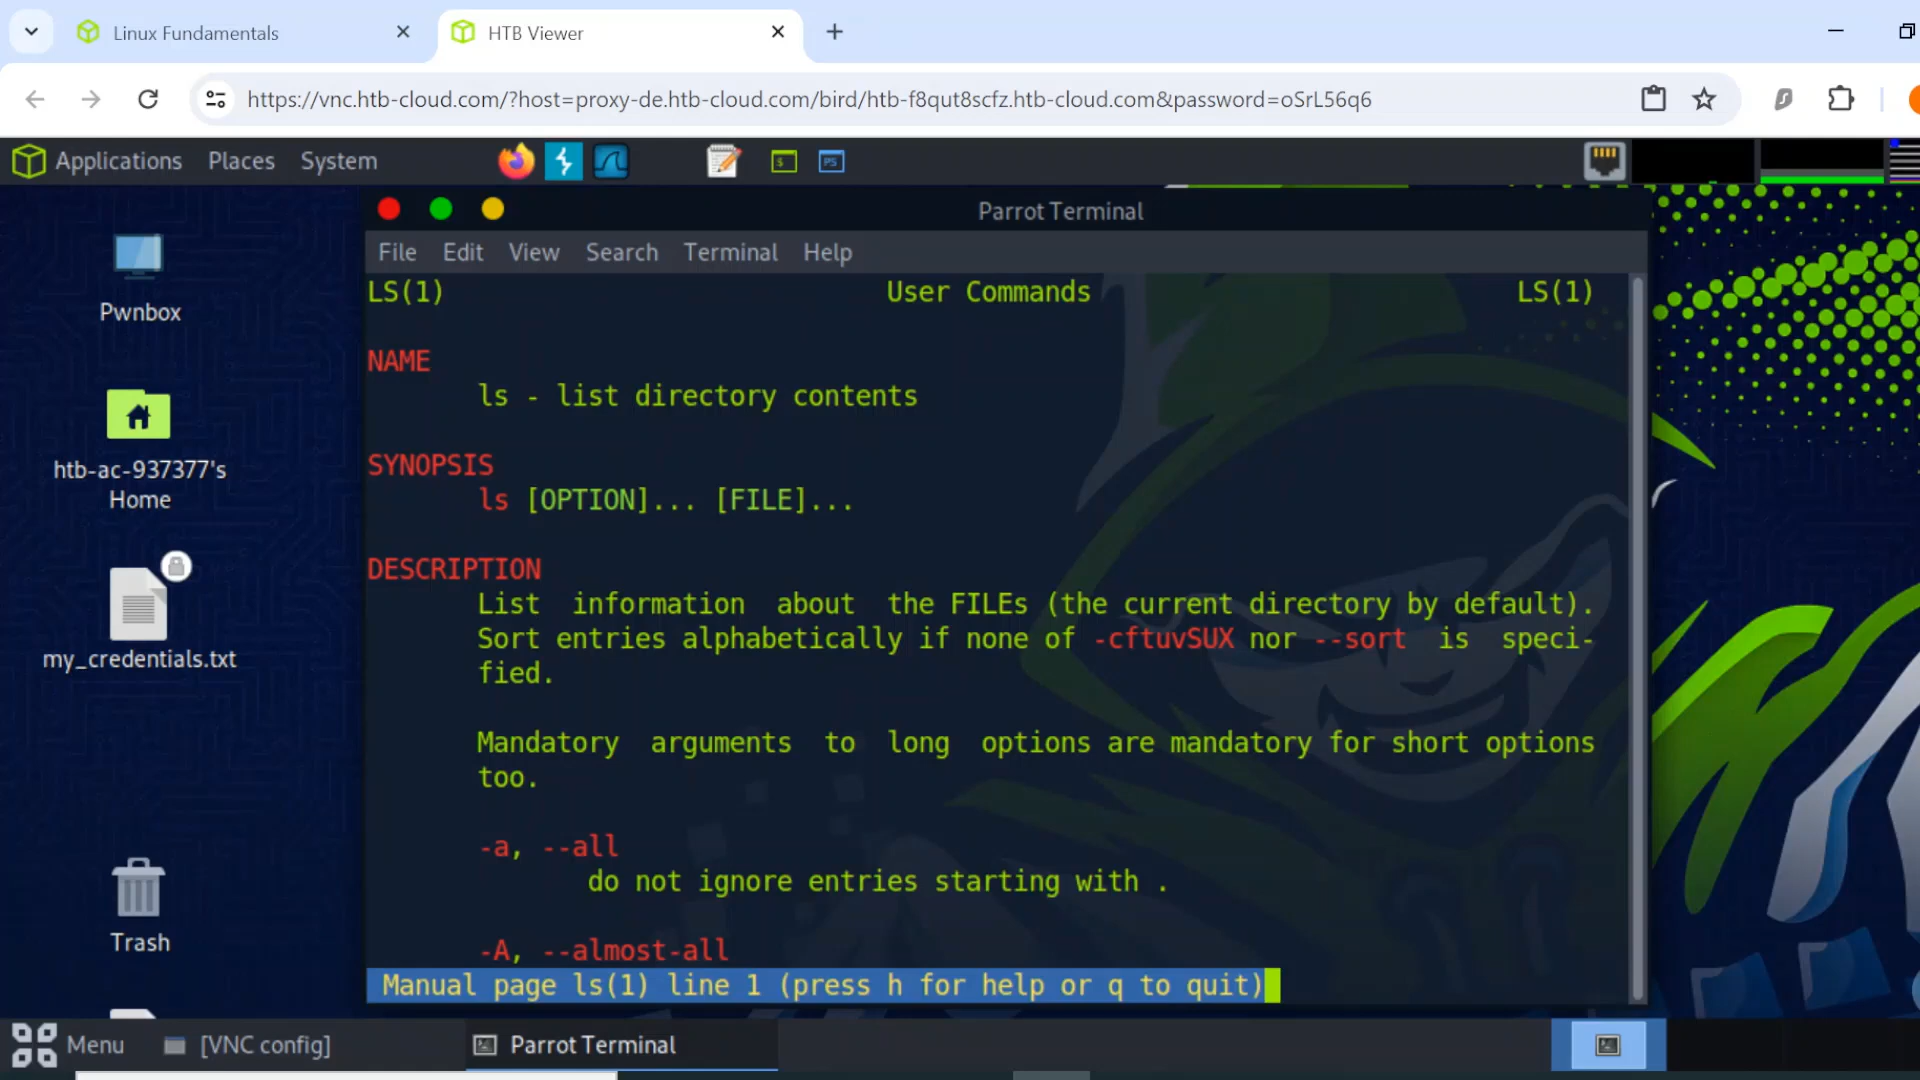 Linux Fundamentals
HTB Viewer
https://vnc.htb-cloud.com/?host=proxy-de.htb-cloud.com/bird/htb-f8qut8scfz.htb-cloud.com&password=oSrL56q6
Applications Places System
$
PS
Parrot Terminal
File Edit View Search Terminal Help
LS(1) User Commands LS(1)
NAME
ls - list directory contents
SYNOPSIS
ls [OPTION]... [FILE]...
DESCRIPTION
List information about the FILEs (the current directory by default).
Sort entries alphabetically if none of -cftuvSUX nor --sort is speci-
fied.
Mandatory arguments to long options are mandatory for short options
too.
-a, --all
do not ignore entries starting with .
-A, --almost-all
Manual page ls(1) line 1 (press h for help or q to quit)
Pwnbox
htb-ac-937377's
Home
my_credentials.txt
Trash
Menu [VNC config] Parrot Terminal